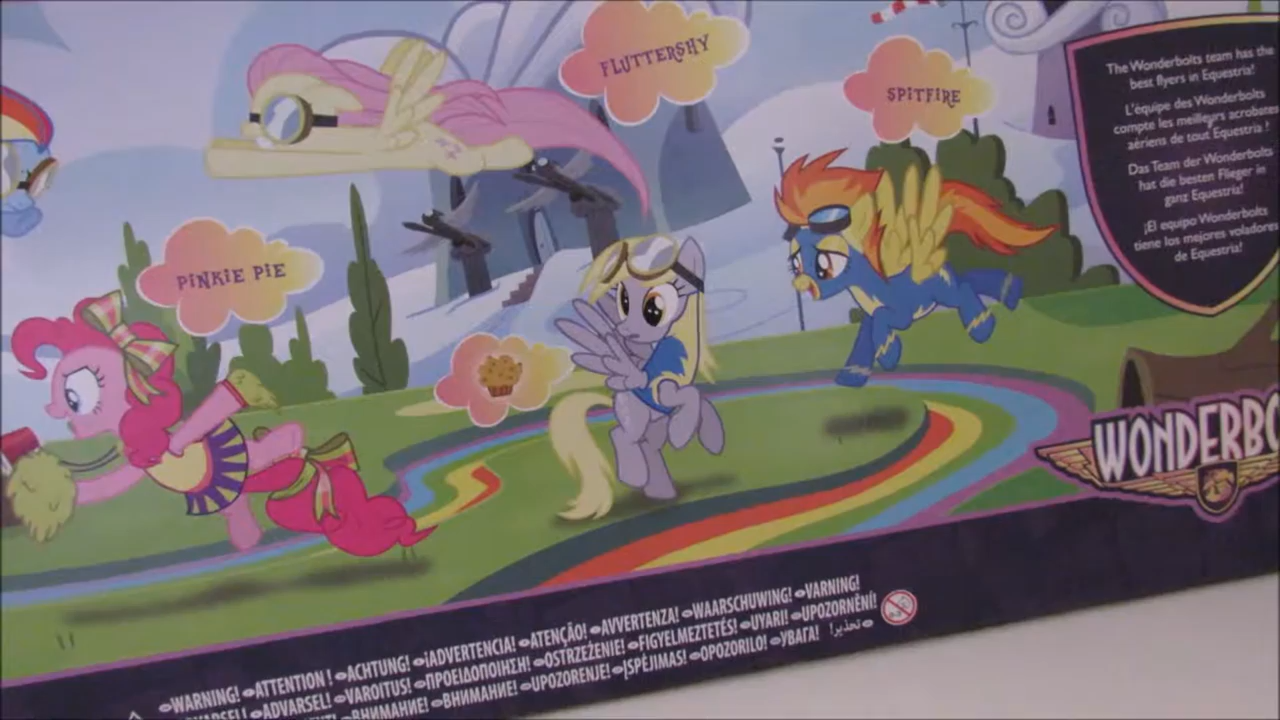 FLUTTERSHY
SPITFIRE
PINKIE PIE
The Wonderbolts team has the
best flyers in Equestria!
L'équipe des Wonderbolts
compte les meilleurs acrobates
aériens de tout Equestria !
Das Team der Wonderbolts
hat die besten Flieger in
ganz Equestria!
¡El equipo Wonderbolts
tiene los mejores voladores
de Equestria!
WONDERBO
WARNING! ATTENTION ! ACHTUNG! ¡ADVERTENCIA! ATENÇÃO! AVVERTENZA! WAARSCHUWING! VARNING!
ADVARSEL! VAROITUS! ΠΡΟΕΙΔΟΠΟΙΗΣΗ! OSTRZEŻENIE! FIGYELMEZTETÉS! UYARI! UPOZORNĚNÍ!
ВНИМАНИЕ! ВНИМАНИЕ! UPOZORENJE! ĮSPĖJIMAS! OPOZORILO! УВАГА! تحذير!